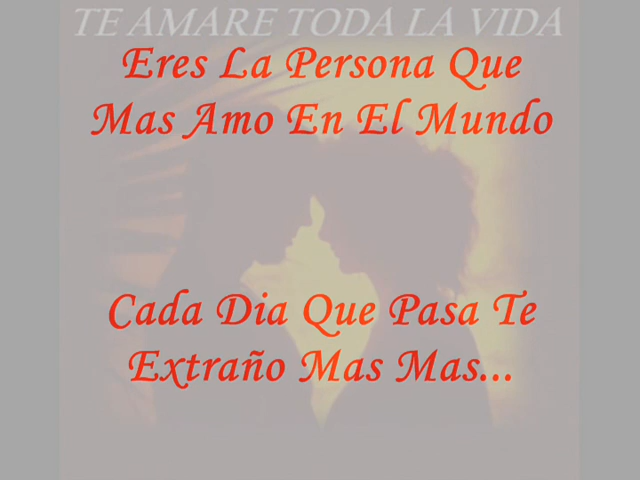 TE AMARE TODA LA VIDA
Eres La Persona Que
Mas Amo En El Mundo
Cada Dia Que Pasa Te
Extraño Mas Mas...